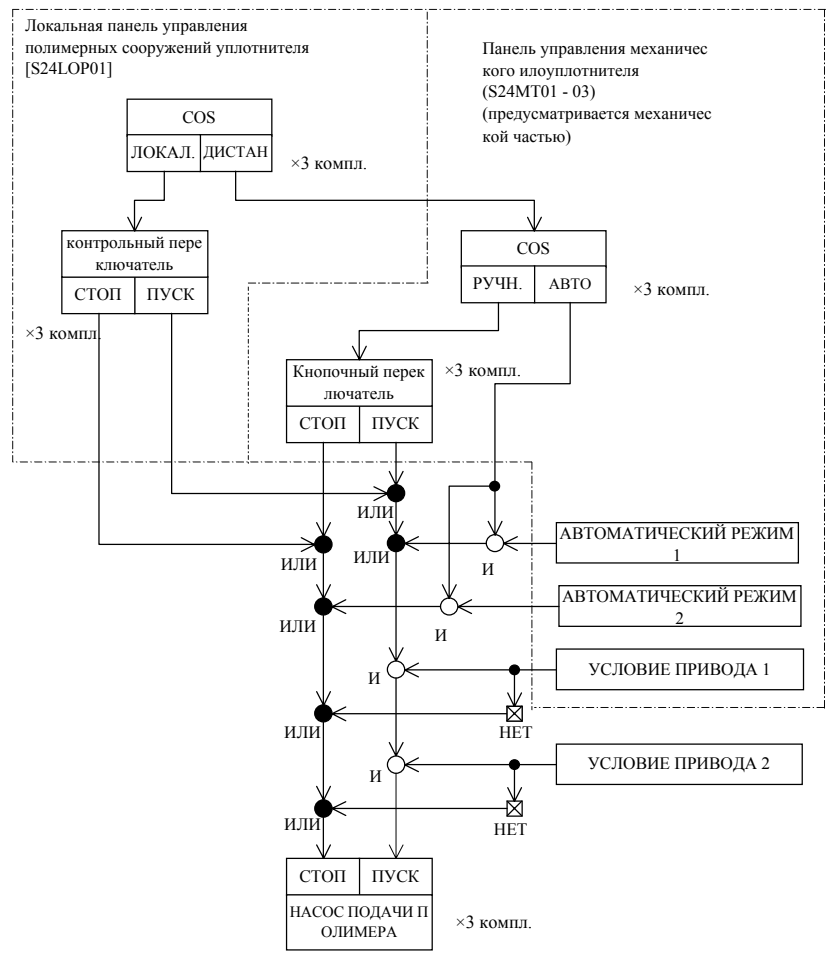 Локальная панель управления
полимерных сооружений уплотнителя
[S24LOP01]
Панель управления механичес
кого илоуплотнителя
(S24MT01 - 03)
(предусматривается механичес
кой частью)
COS
ЛОКАЛ.
ДИСТАН
×3 компл.
контрольный пере
ключатель
СТОП
ПУСК
×3 компл.
COS
РУЧН.
АВТО
×3 компл.
Кнопочный перек
лючатель
СТОП
ПУСК
×3 компл.
ИЛИ
ИЛИ
ИЛИ
И
АВТОМАТИЧЕСКИЙ РЕЖИМ
1
ИЛИ
И
АВТОМАТИЧЕСКИЙ РЕЖИМ
2
И
УСЛОВИЕ ПРИВОДА 1
ИЛИ
НЕТ
И
УСЛОВИЕ ПРИВОДА 2
ИЛИ
НЕТ
СТОП
ПУСК
НАСОС ПОДАЧИ П
ОЛИМЕРА
×3 компл.